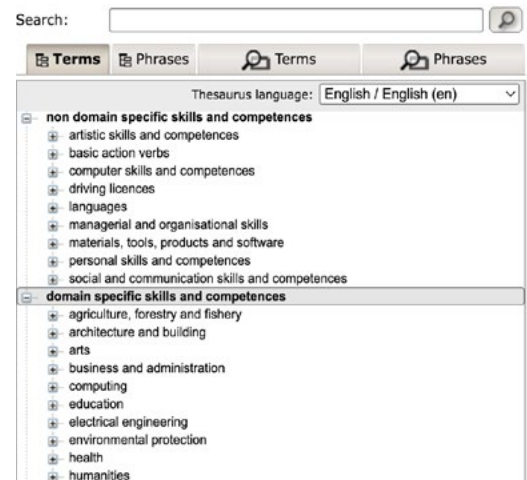 Search:
Terms Phrases Terms Phrases
Thesaurus language: English / English (en)
non domain specific skills and competences
artistic skills and competences
basic action verbs
computer skills and competences
driving licences
languages
managerial and organisational skills
materials, tools, products and software
personal skills and competences
social and communication skills and competences
domain specific skills and competences
agriculture, forestry and fishery
architecture and building
arts
business and administration
computing
education
electrical engineering
environmental protection
health
humanities